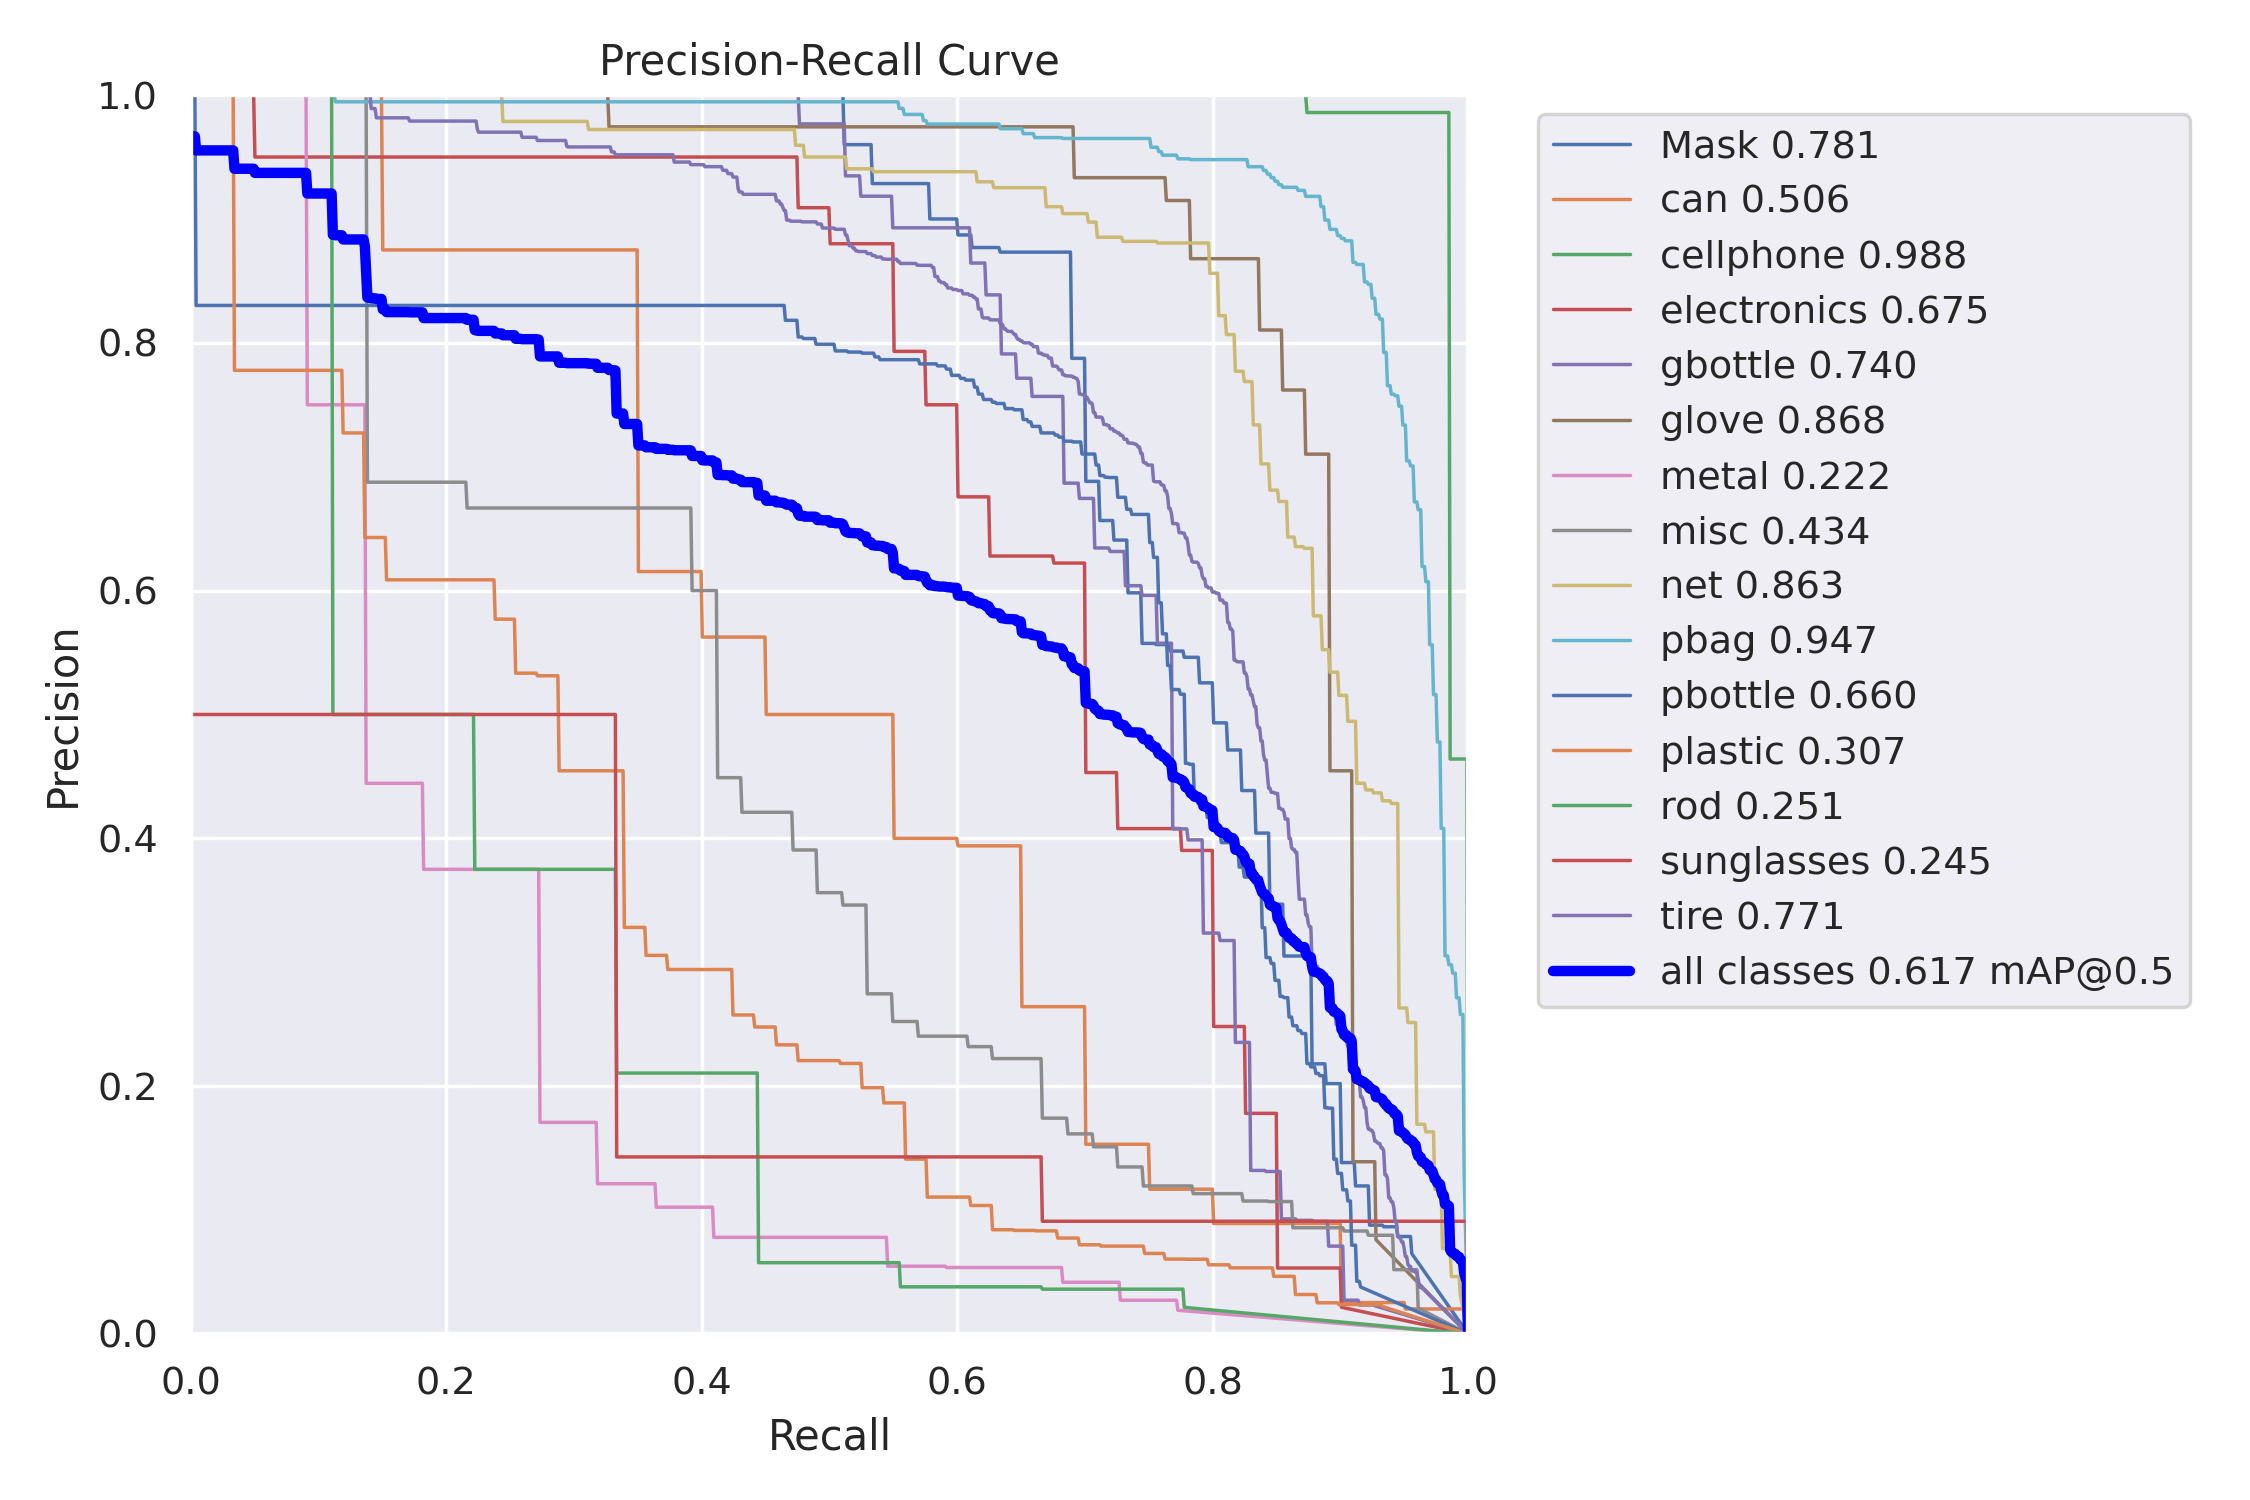 Precision-Recall Curve
1.0
0.8
0.6
0.4
0.2
0.0
Precision
0.0 0.2 0.4 0.6 0.8 1.0
Recall
Mask 0.781
can 0.506
cellphone 0.988
electronics 0.675
gbottle 0.740
glove 0.868
metal 0.222
misc 0.434
net 0.863
pbag 0.947
pbottle 0.660
plastic 0.307
rod 0.251
sunglasses 0.245
tire 0.771
all classes 0.617 mAP@0.5